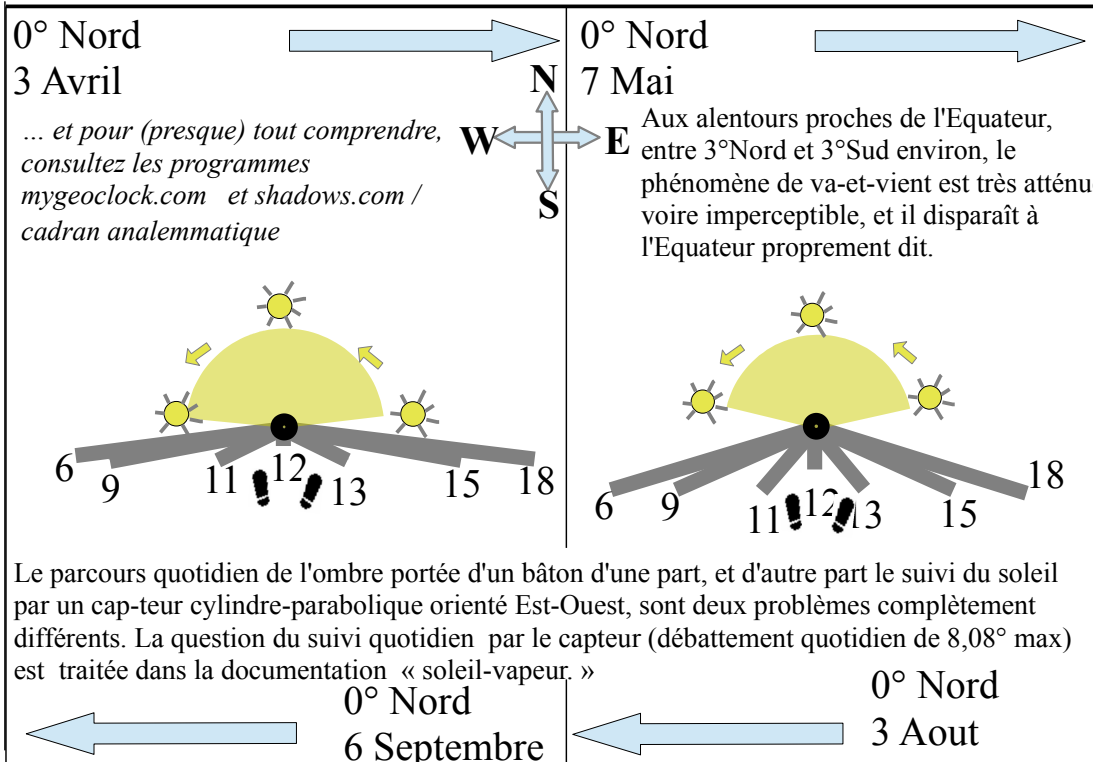 0° Nord
3 Avril
... et pour (presque) tout comprendre,
consultez les programmes
mygeoclock.com et shadows.com /
cadran analemmatique
N
W E
S
0° Nord
7 Mai
Aux alentours proches de l'Equateur,
entre 3°Nord et 3°Sud environ, le
phénomène de va-et-vient est très atténu
voire imperceptible, et il disparaît à
l'Equateur proprement dit.
6 9 11 12 13 15 18
6 9 11 12 13 15 18
Le parcours quotidien de l'ombre portée d'un bâton d'une part, et d'autre part le suivi du soleil
par un cap-teur cylindre-parabolique orienté Est-Ouest, sont deux problèmes complètement
différents. La question du suivi quotidien par le capteur (débattement quotidien de 8,08° max)
est traitée dans la documentation « soleil-vapeur. »
0° Nord
6 Septembre
0° Nord
3 Aout